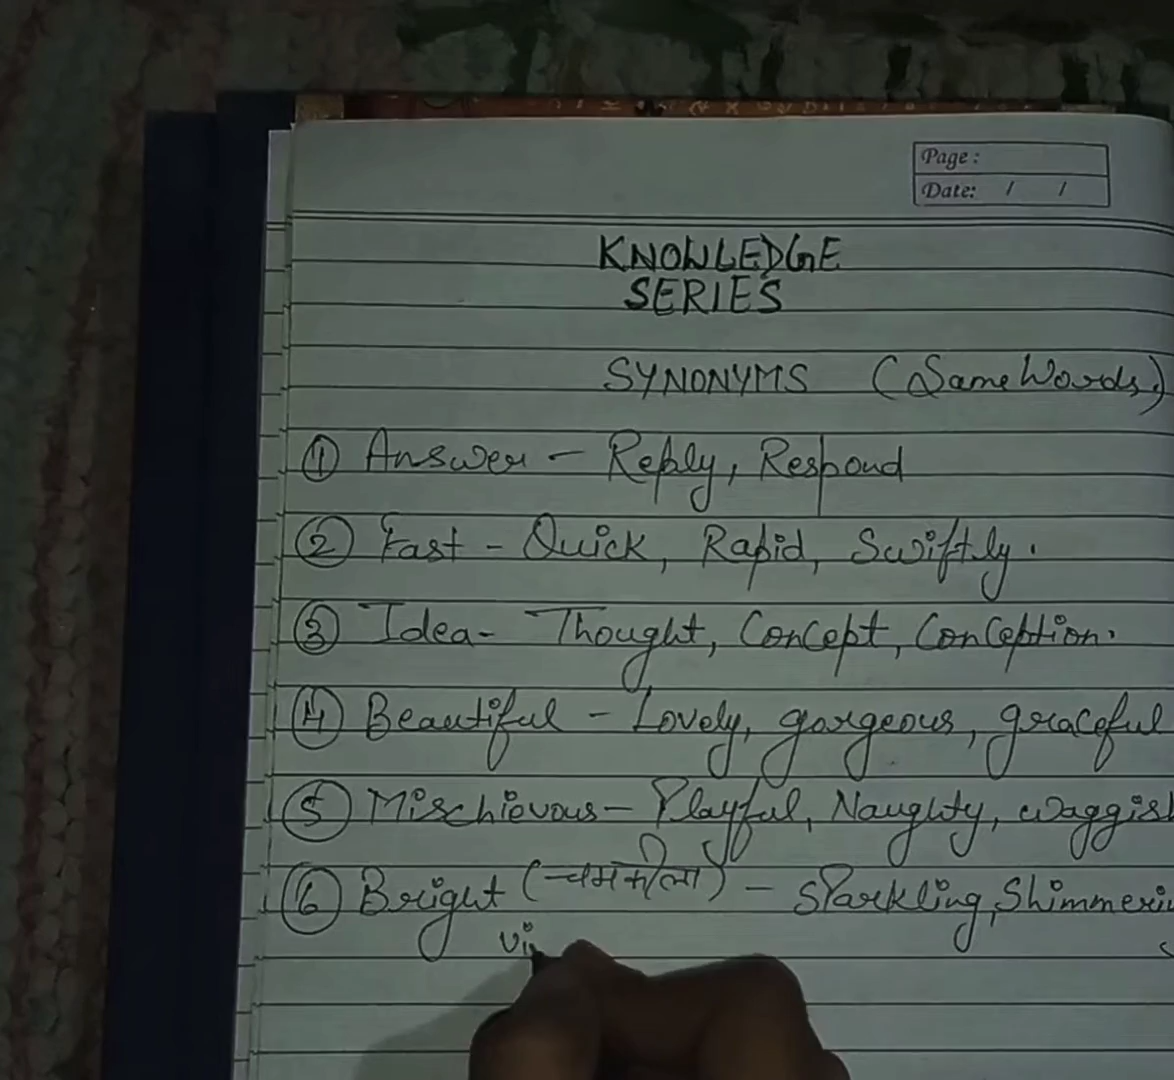 Page :
Date: / /
KNOWLEDGE
SERIES
SYNONYMS (Same Words)
① Answer - Reply, Respond
② Fast - Quick, Rapid, Swiftly.
③ Idea - Thought, Concept, Conception.
④ Beautiful - Lovely, gorgeous, graceful
⑤ Mischievous - Playful, Naughty, waggish
⑥ Bright (चमकीला) - Sparkling, Shimmerin
Vi